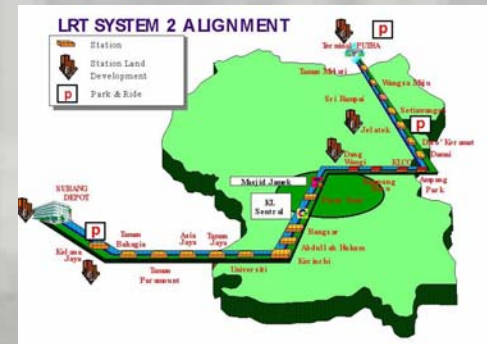 LRT SYSTEM 2 ALIGNMENT
Station
Station Land
Development
P
Park & Ride
P
Terminal PUTRA
Taman Melati
Wangsa Maju
Sri Rampai
Setiawangsa
P
Jelatek
Dato' Keramat
Damai
Dang
Wangi
KLCC
Ampang
Park
Masjid Jamek
KL
Sentral
SUBANG
DEPOT
P
Bangsar
Abdullah Hukum
Kerinchi
Universiti
Taman
Jaya
Asia
Jaya
Taman
Paramount
Taman
Bahagia
Kelana
Jaya